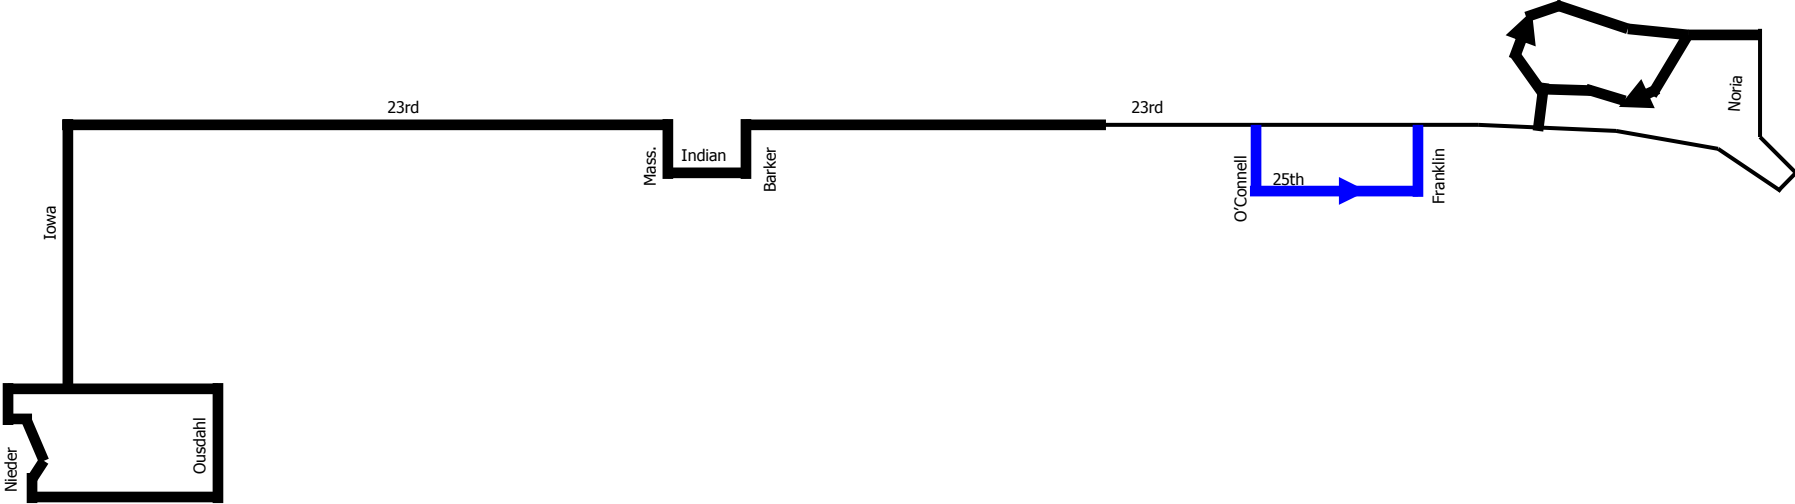 23rd
23rd
Noria
Mass.
Indian
Barker
O'Connell
25th
Franklin
Iowa
Nieder
Ousdahl